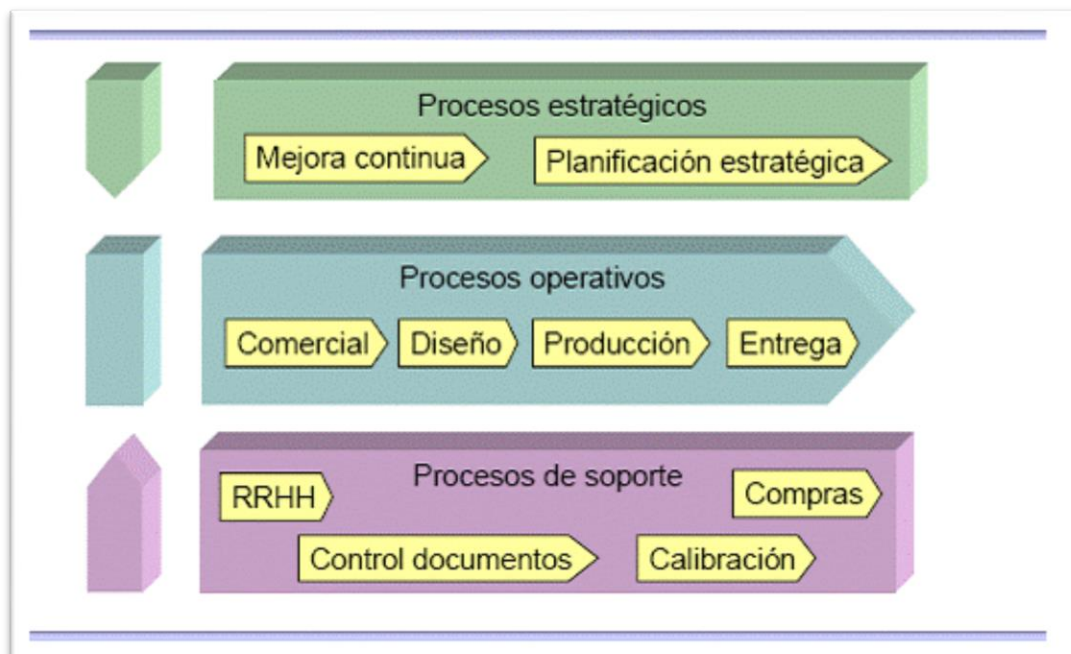 Procesos estratégicos
Mejora continua
Planificación estratégica
Procesos operativos
Comercial
Diseño
Producción
Entrega
Procesos de soporte
RRHH
Compras
Control documentos
Calibración